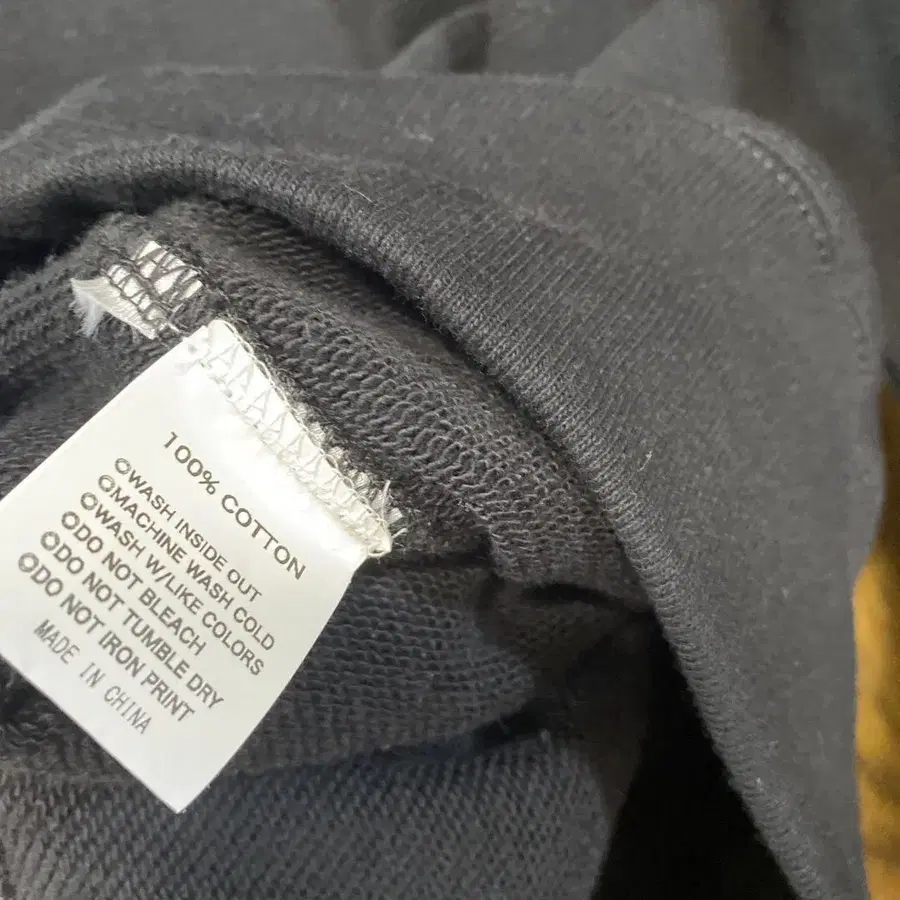 100% COTTON
WASH INSIDE OUT
MACHINE WASH COLD
WASH W/LIKE COLORS
DO NOT BLEACH
DO NOT TUMBLE DRY
DO NOT IRON PRINT
MADE IN CHINA